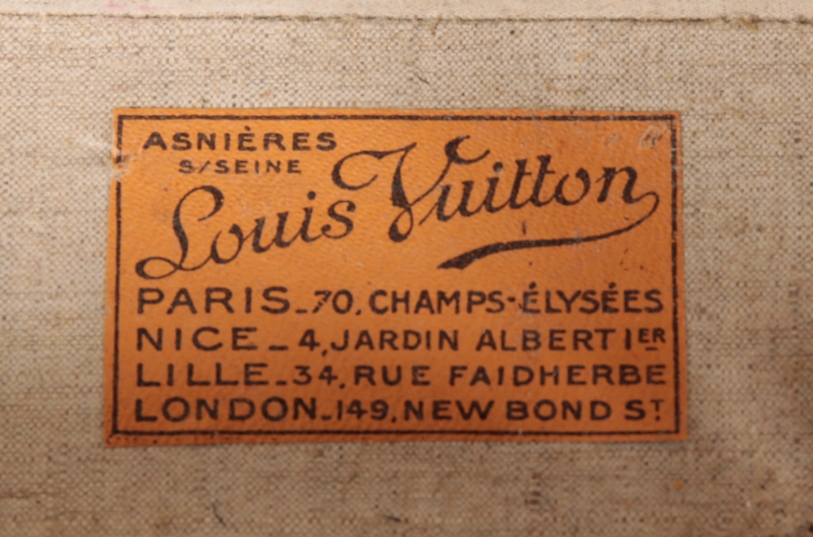 ASNIÈRES
S/SEINE
Louis Vuitton
PARIS_70, CHAMPS-ÉLYSÉES
NICE_4, JARDIN ALBERT IER
LILLE_34, RUE FAIDHERBE
LONDON_149, NEW BOND ST